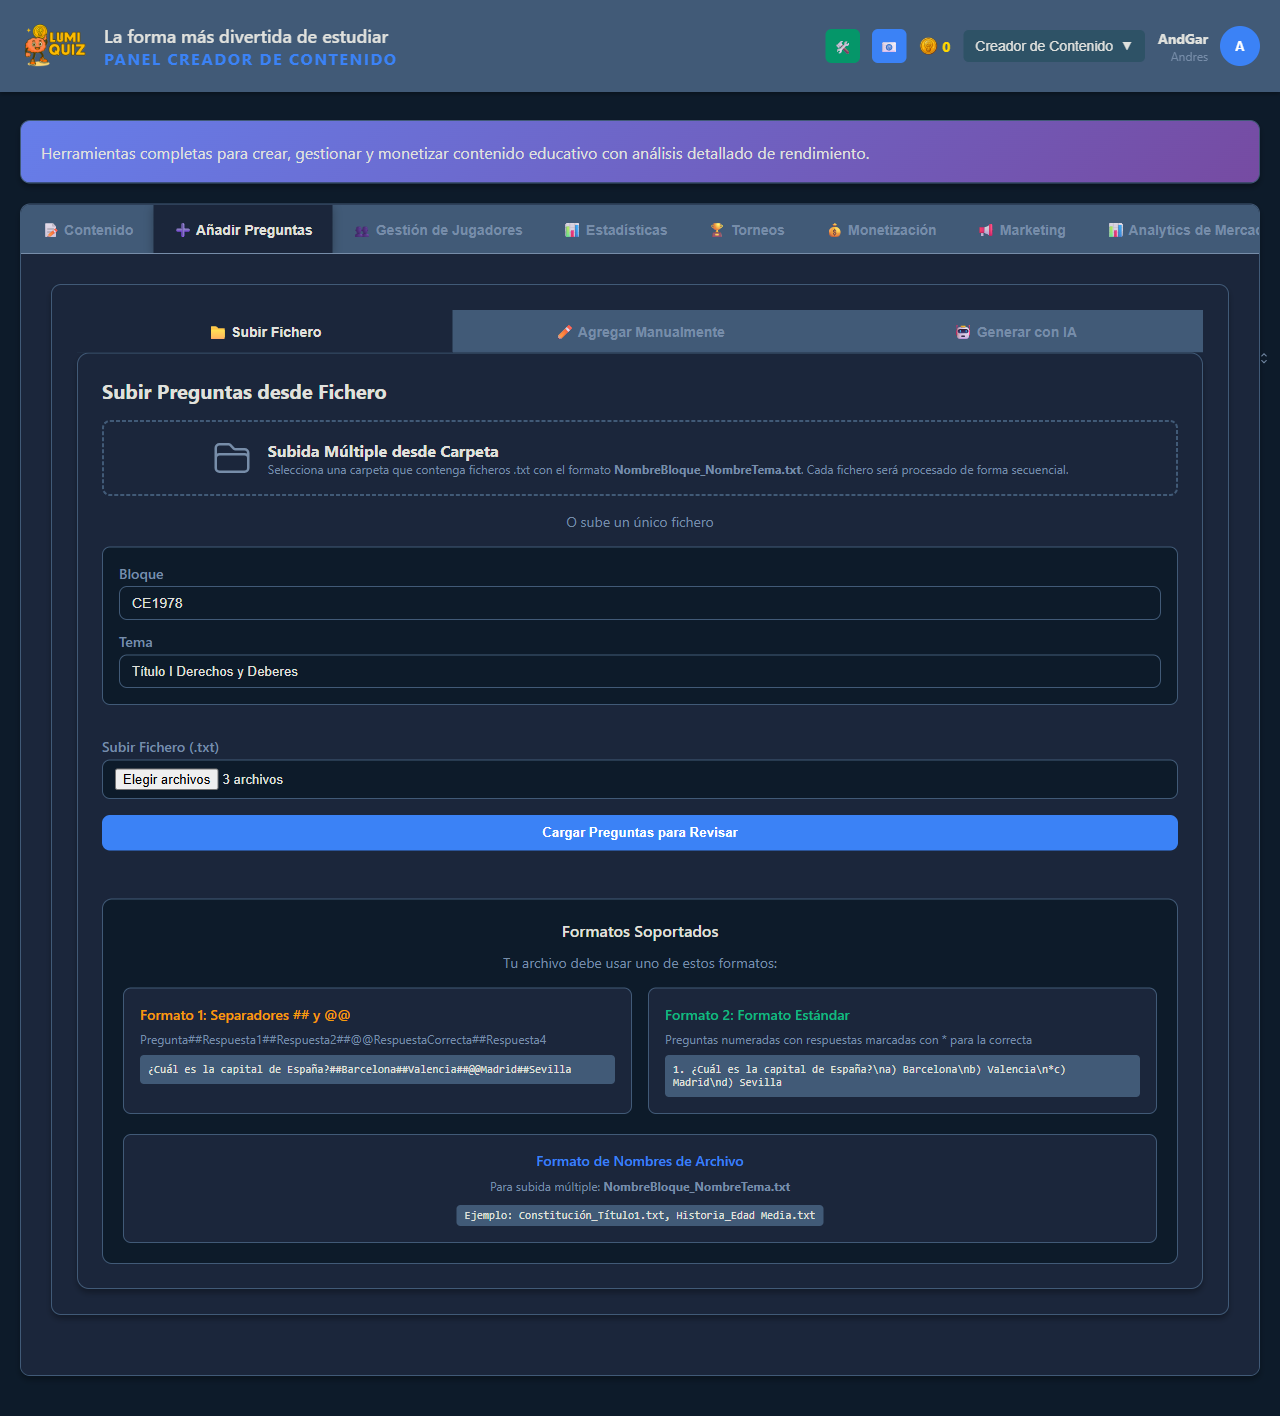 LUMI QUIZ
La forma más divertida de estudiar
PANEL CREADOR DE CONTENIDO
0
Creador de Contenido ▼
AndGar
Andres
A
Herramientas completas para crear, gestionar y monetizar contenido educativo con análisis detallado de rendimiento.
Contenido
Añadir Preguntas
Gestión de Jugadores
Estadísticas
Torneos
Monetización
Marketing
Analytics de Mercad
Subir Fichero
Agregar Manualmente
Generar con IA
Subir Preguntas desde Fichero
Subida Múltiple desde Carpeta
Selecciona una carpeta que contenga ficheros .txt con el formato NombreBloque_NombreTema.txt. Cada fichero será procesado de forma secuencial.
O sube un único fichero
Bloque
CE1978
Tema
Título I Derechos y Deberes
Subir Fichero (.txt)
Elegir archivos 3 archivos
Cargar Preguntas para Revisar
Formatos Soportados
Tu archivo debe usar uno de estos formatos:
Formato 1: Separadores ## y @@
Pregunta##Respuesta1##Respuesta2##@@RespuestaCorrecta##Respuesta4
¿Cuál es la capital de España?##Barcelona##Valencia##@@Madrid##Sevilla
Formato 2: Formato Estándar
Preguntas numeradas con respuestas marcadas con * para la correcta
1. ¿Cuál es la capital de España?\na) Barcelona\nb) Valencia\n*c)
Madrid\nd) Sevilla
Formato de Nombres de Archivo
Para subida múltiple: NombreBloque_NombreTema.txt
Ejemplo: Constitución_Título1.txt, Historia_Edad Media.txt